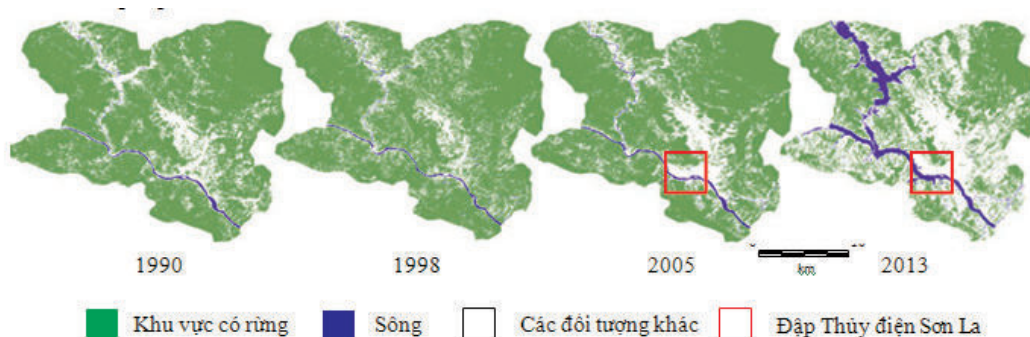 1990 1998 2005 2013
km
Khu vực có rừng Sông Các đối tượng khác Đập Thủy điện Sơn La